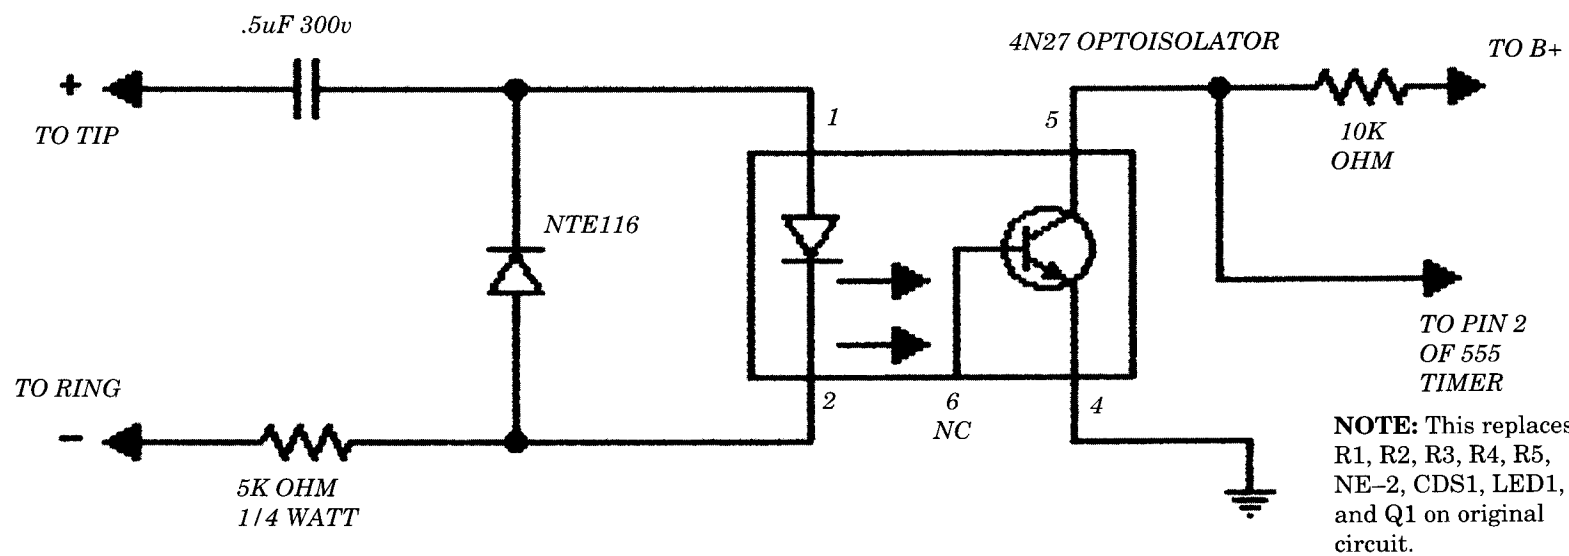 .5uF 300v
4N27 OPTOISOLATOR
TO B+
+
TO TIP
1
5
10K
OHM
NTE116
TO PIN 2
OF 555
TIMER
TO RING
2
6
NC
4
–
5K OHM
1/4 WATT
NOTE: This replaces
R1, R2, R3, R4, R5,
NE–2, CDS1, LED1,
and Q1 on original
circuit.